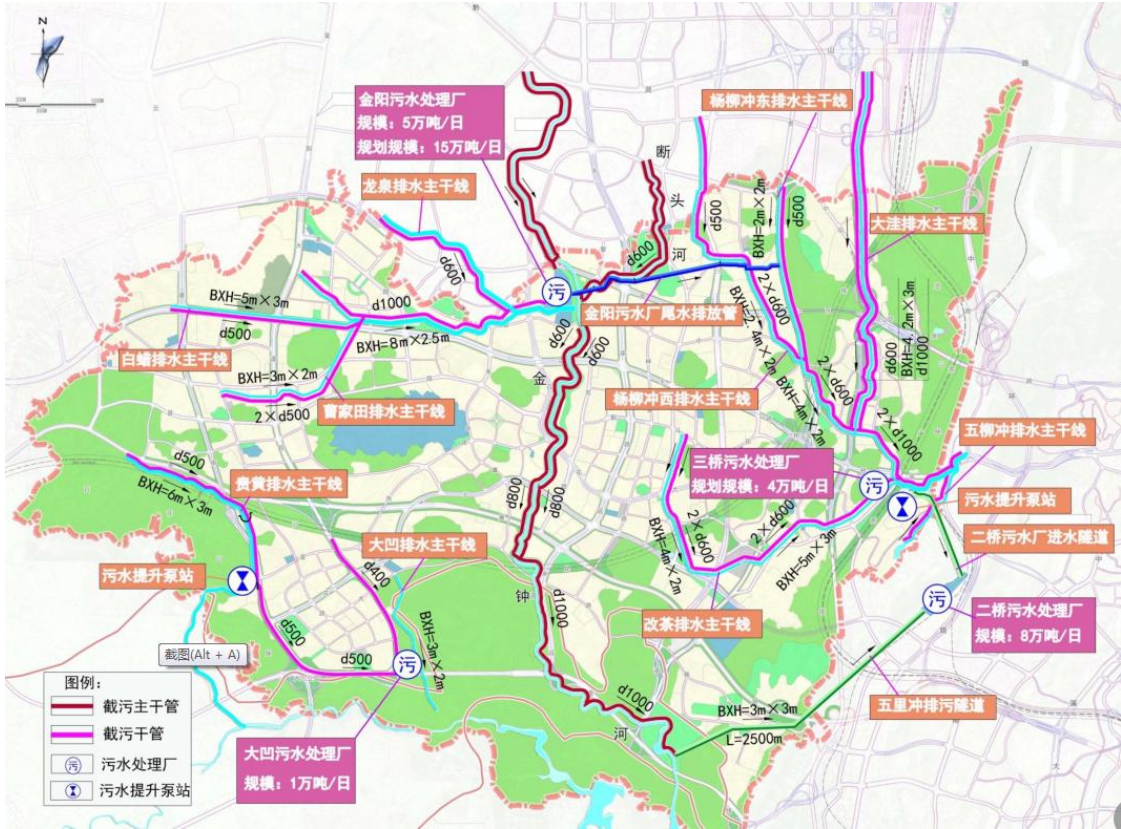 N
金阳污水处理厂
规模：5万吨/日
规划规模：15万吨/日
杨柳冲东排水主干线
断
头
河
龙泉排水主干线
d500
BXH=2m×2m
d500
大洼排水主干线
d600
d600
污
BXH=5m×3m
d500
d1000
BXH=8m×2.5m
金阳污水厂尾水排放管
2×d600
BXH=2.4m×2m
d600
BXH=4.2m×3m
d1000
白蜡排水主干线
BXH=3m×2m
2×d500
曹家田排水主干线
d600
d600
金
杨柳冲西排水主干线
2×d600
BXH=4m×2m
2×d1000
五柳冲排水主干线
d500
BXH=6m×3m
贵黄排水主干线
d800
d800
三桥污水处理厂
规划规模：4万吨/日
污
污水提升泵站
二桥污水厂进水隧道
大凹排水主干线
d400
BXH=4m×2m
2×d600
2×d600
BXH=5m×3m
污水提升泵站
钟
d1000
改茶排水主干线
污
二桥污水处理厂
规模：8万吨/日
截图(Alt + A)
d500
d500
污
BXH=3m×2m
d1000
BXH=3m×3m
L=2500m
五里冲排污隧道
河
大凹污水处理厂
规模：1万吨/日
图例：
截污主干管
截污干管
污 污水处理厂
污水提升泵站